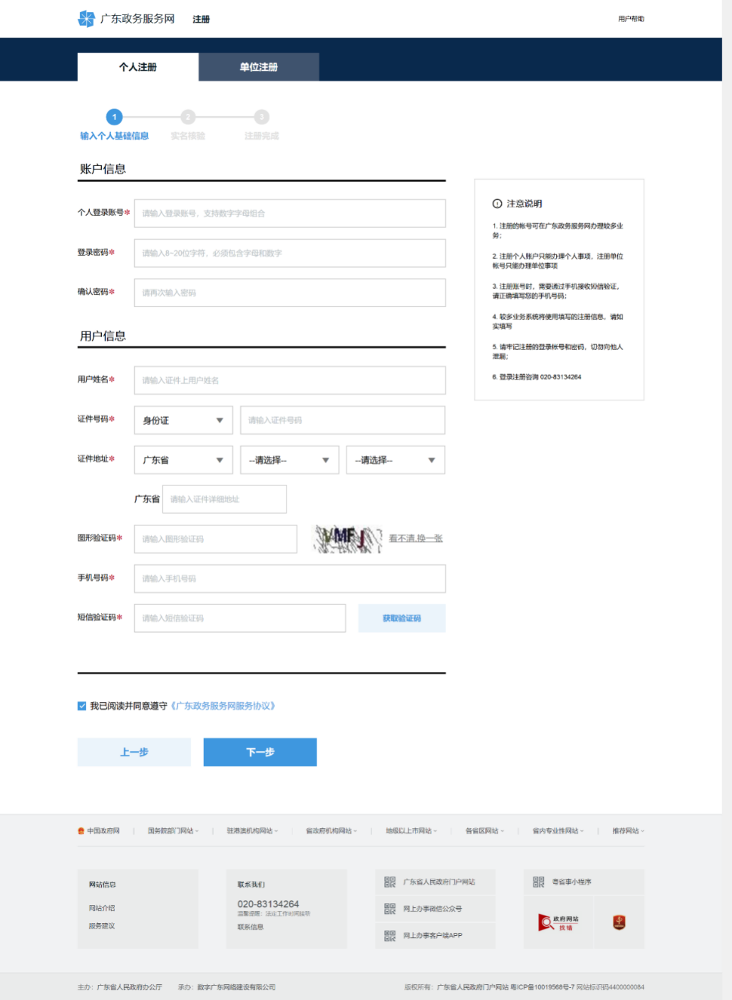 广东政务服务网 注册 用户帮助
个人注册 单位注册
1 2 3
输入个人基础信息 实名核验 注册完成
账户信息
个人登录账号* 请输入登录账号，支持数字字母组合
登录密码* 请输入8~20位字符，必须包含字母和数字
确认密码* 请再次输入密码
注意说明
1. 注册的帐号可在广东政务服务网办理较多业
务；
2. 注册个人账户只能办理个人事项，注册单位
帐号只能办理单位事项
3. 注册账号时，需要通过手机接收短信验证，
请正确填写您的手机号码；
4. 较多业务系统将使用填写的注册信息，请如
实填写
5. 请牢记注册的登录帐号和密码，切勿向他人
泄漏；
6. 登录注册咨询 020-83134264
用户信息
用户姓名* 请输入证件上用户姓名
证件号码* 身份证 请输入证件号码
证件地址* 广东省 --请选择-- --请选择--
广东省 请输入证件详细地址
图形验证码* 请输入图形验证码 VMFJ 看不清,换一张
手机号码* 请输入手机号码
短信验证码* 请输入短信验证码 获取验证码
我已阅读并同意遵守《广东政务服务网服务协议》
上一步 下一步
中国政府网 国务院部门网站 驻港澳机构网站 省政府机构网站 地级以上市网站 各省区网站 省内专业性网站 推荐网站
网站信息
网站介绍
服务建议
联系我们
020-83134264
温馨提醒：法定工作时间接听
联系信息
广东省人民政府门户网站
网上办事微信公众号
网上办事客户端APP
粤省事小程序
政府网站
找错
主办：广东省人民政府办公厅 承办：数字广东网络建设有限公司 版权所有：广东省人民政府门户网站 粤ICP备10019568号-7 网站标识码4400000084